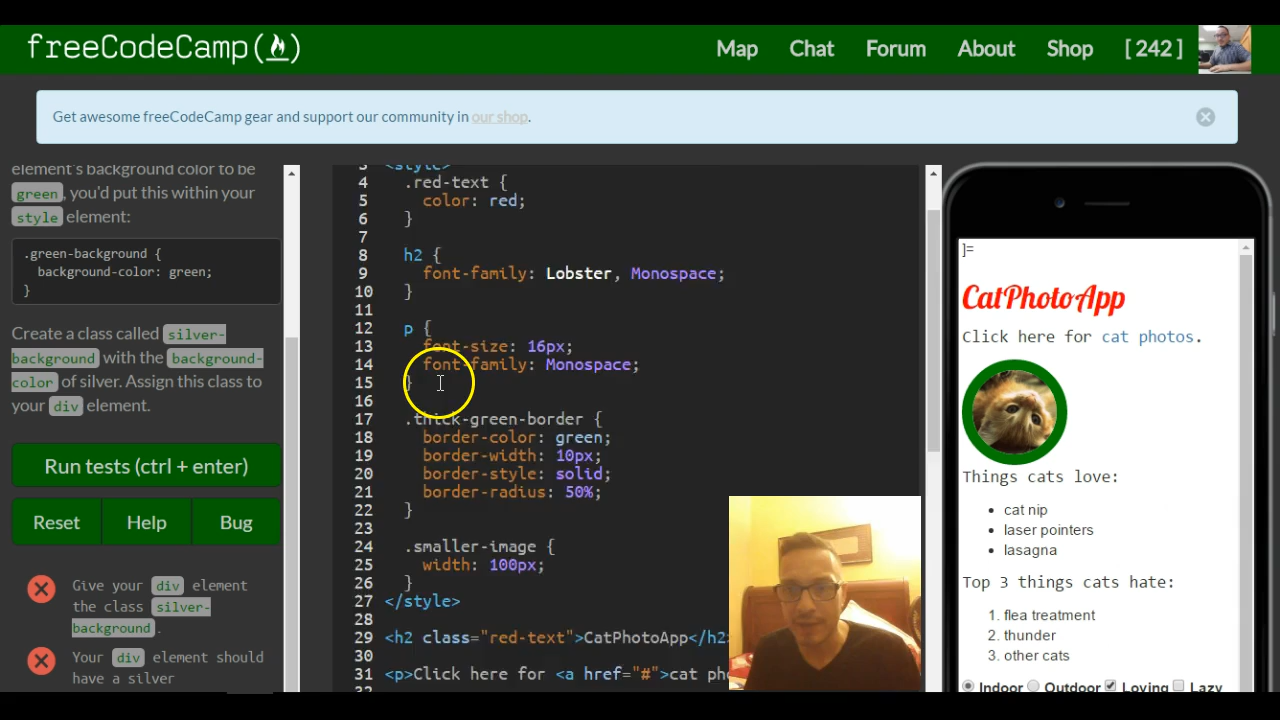 freeCodeCamp
Map
Chat
Forum
About
Shop
[ 242 ]
Get awesome freeCodeCamp gear and support our community in our shop.
element's background color to be
green, you'd put this within your
style element:
.green-background {
background-color: green;
}
Create a class called silver-
background with the background-
color of silver. Assign this class to
your div element.
Run tests (ctrl + enter)
Reset
Help
Bug
Give your div element
the class silver-
background.
Your div element should
have a silver
3 <style>
4 .red-text {
5 color: red;
6 }
7
8 h2 {
9 font-family: Lobster, Monospace;
10 }
11
12 p {
13 font-size: 16px;
14 font-family: Monospace;
15 }
16
17 .thick-green-border {
18 border-color: green;
19 border-width: 10px;
20 border-style: solid;
21 border-radius: 50%;
22 }
23
24 .smaller-image {
25 width: 100px;
26 }
27 </style>
28
29 <h2 class="red-text">CatPhotoApp</h2>
30
31 <p>Click here for <a href="#">cat pho
32
]=
CatPhotoApp
Click here for cat photos.
Things cats love:
• cat nip
• laser pointers
• lasagna
Top 3 things cats hate:
1. flea treatment
2. thunder
3. other cats
Indoor Outdoor Loving Lazy